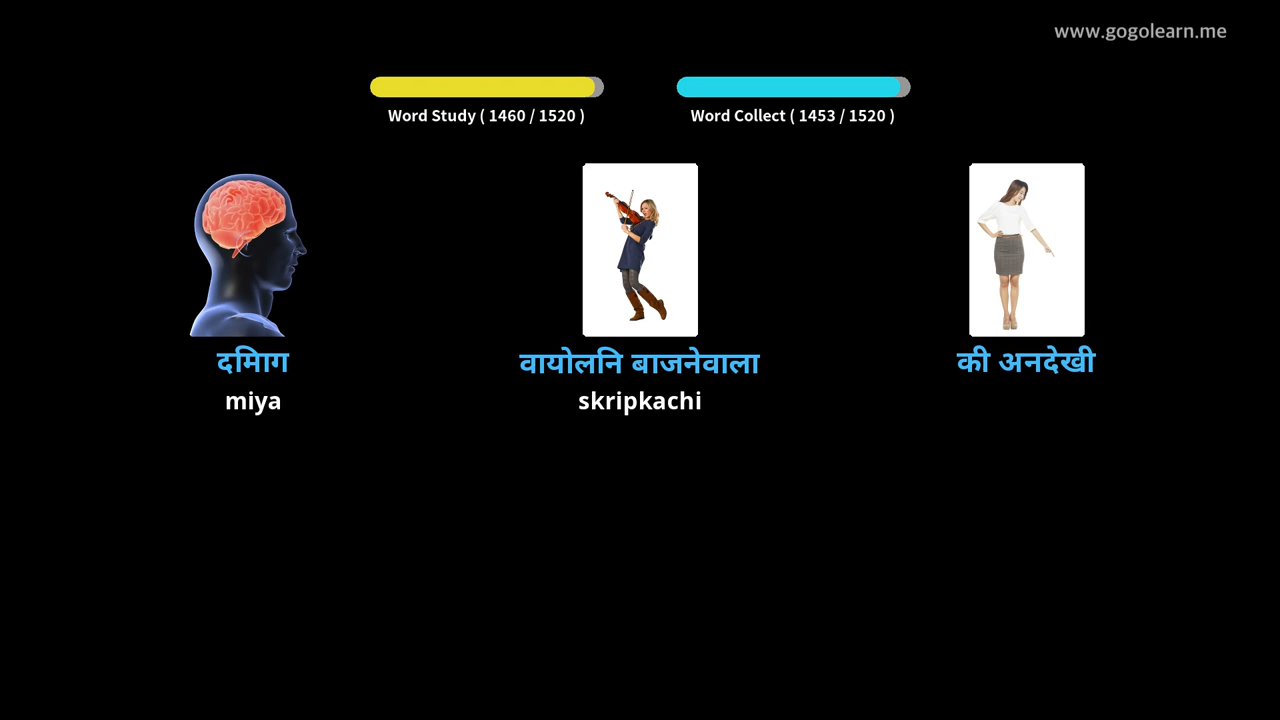 www.gogolearn.me
Word Study ( 1460 / 1520 )
Word Collect ( 1453 / 1520 )
दिमाग
miya
वायोलिन बाजनेवाला
skripkachi
की अनदेखी